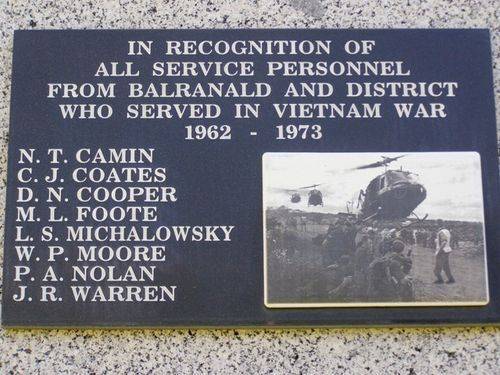 IN RECOGNITION OF
ALL SERVICE PERSONNEL
FROM BALRANALD AND DISTRICT
WHO SERVED IN VIETNAM WAR
1962 - 1973
N. T. CAMIN
C. J. COATES
D. N. COOPER
M. L. FOOTE
L. S. MICHALOWSKY
W. P. MOORE
P. A. NOLAN
J. R. WARREN